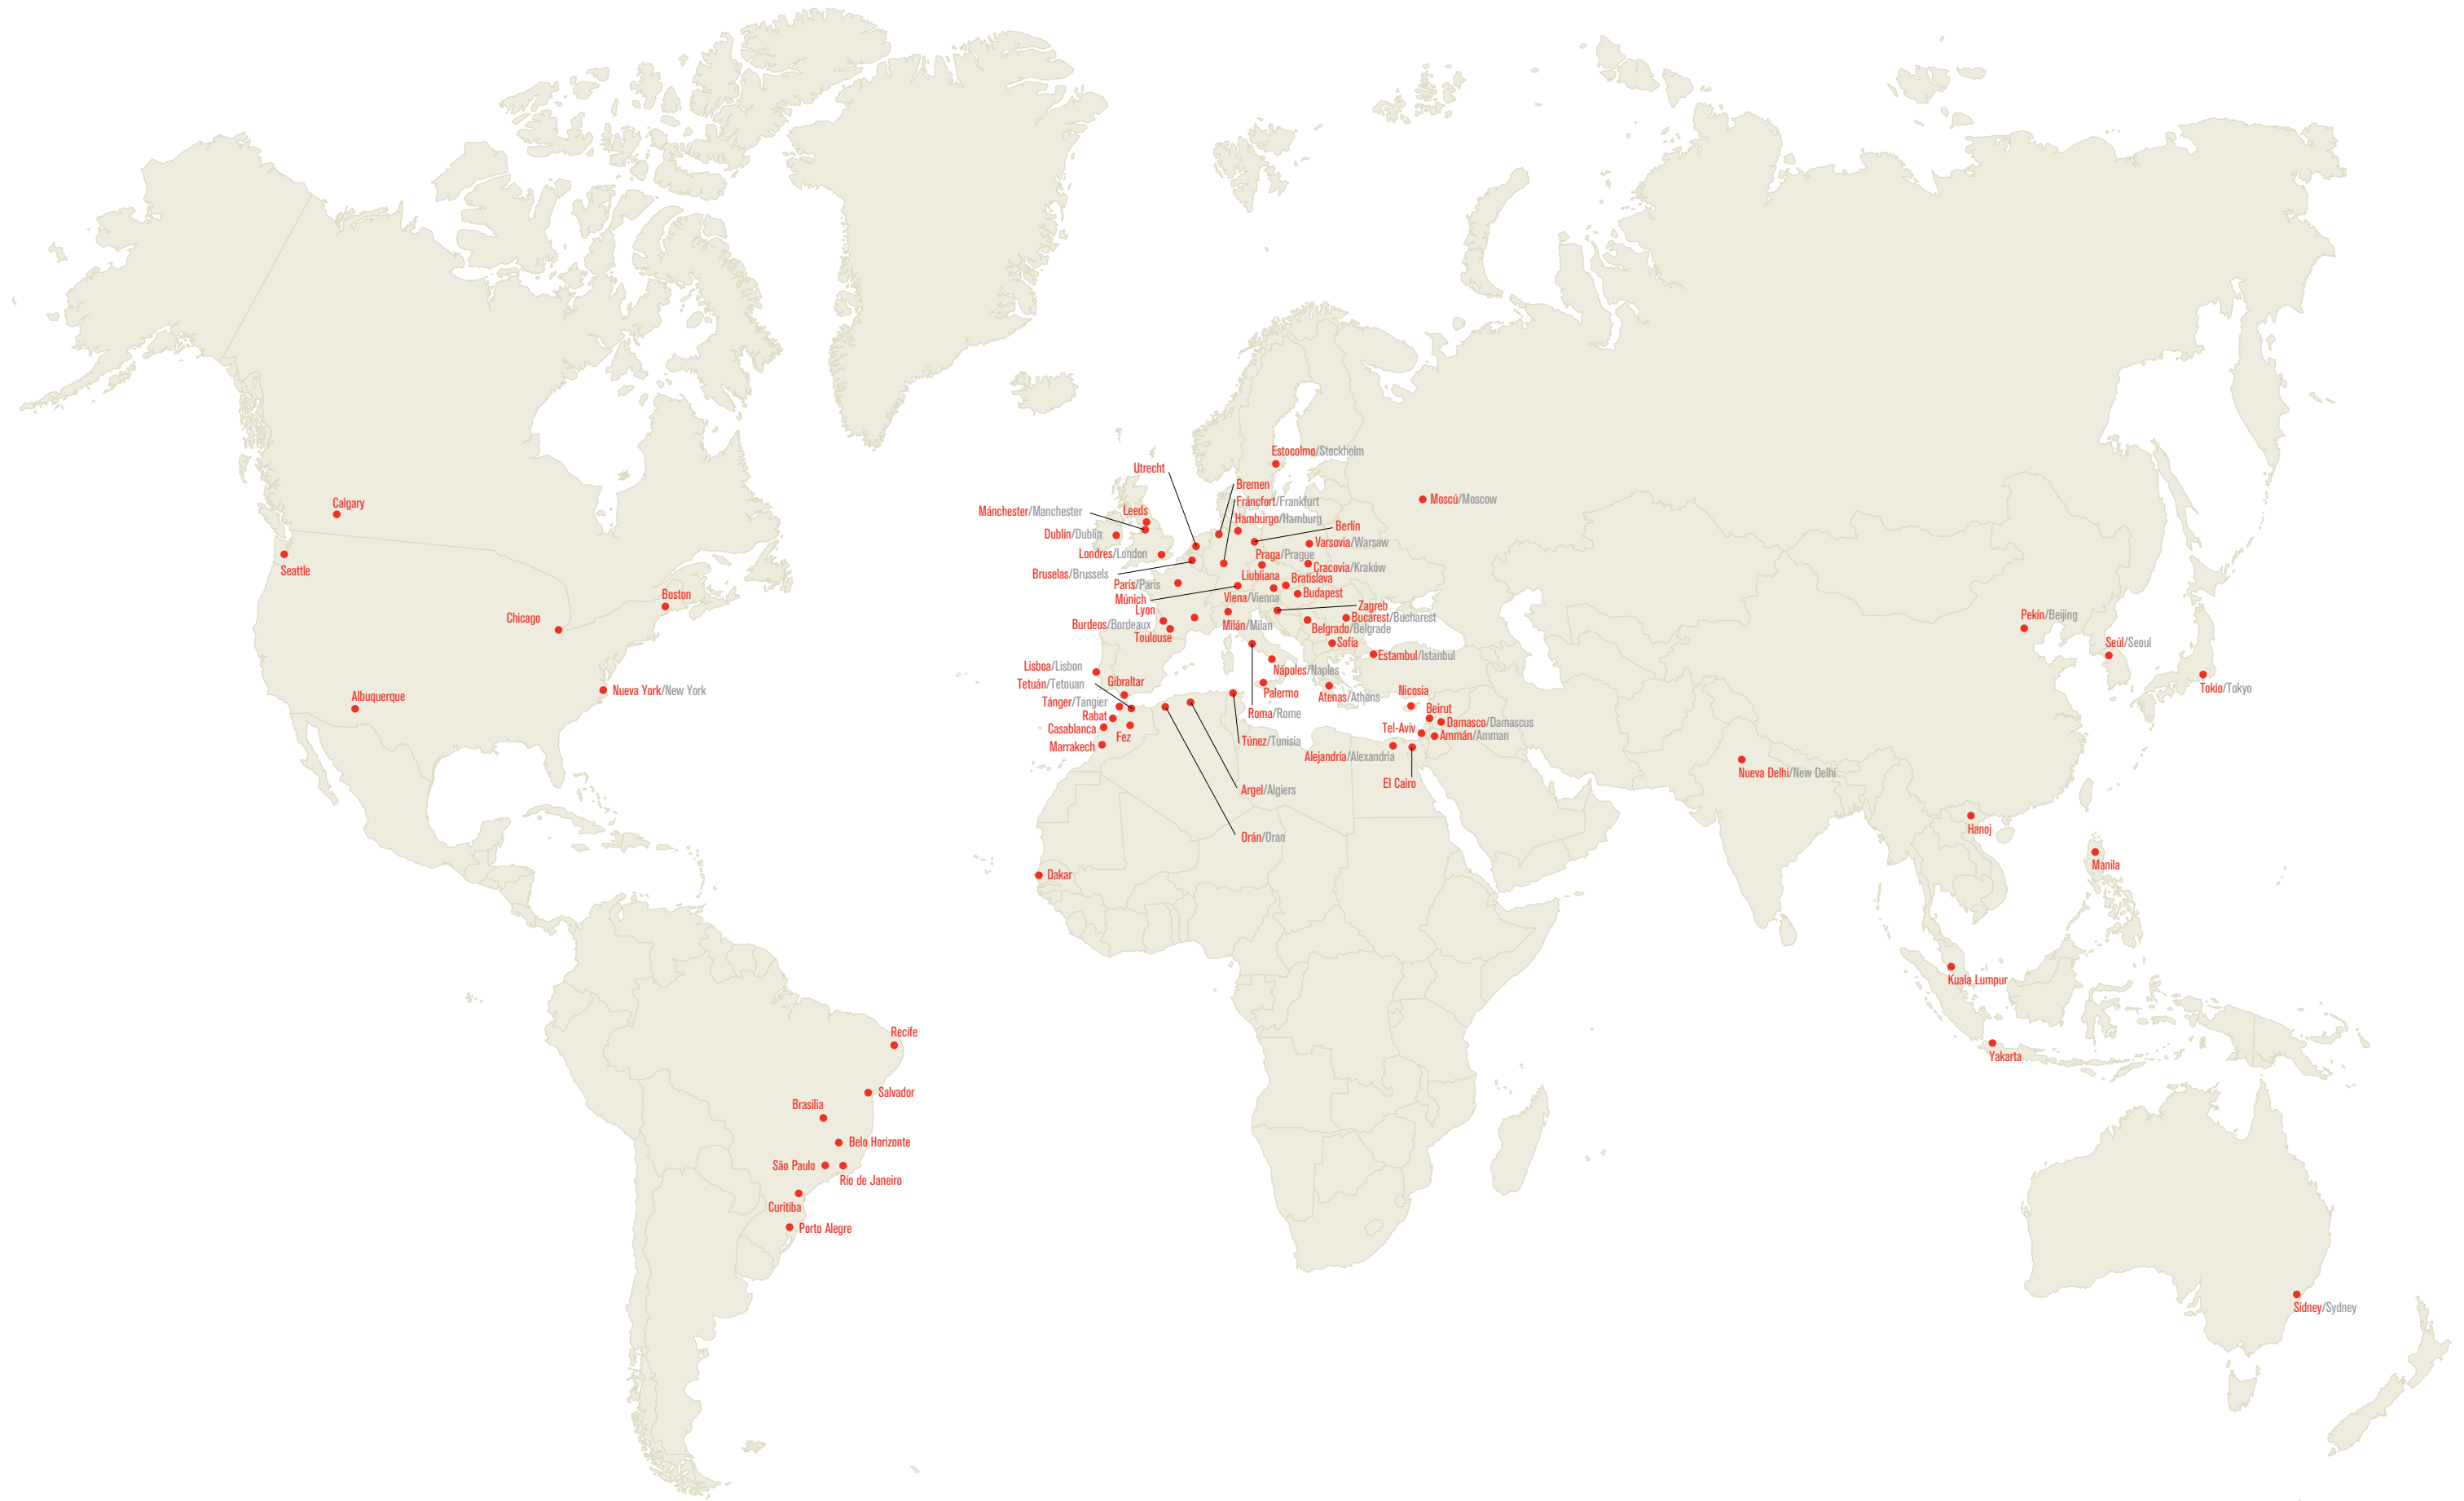 Calgary
Seattle
Chicago
Boston
Nueva York/New York
Albuquerque
Recife
Salvador
Brasilia
Belo Horizonte
São Paulo
Río de Janeiro
Curitiba
Porto Alegre
Estocolmo/Stockholm
Utrecht
Bremen
Fráncfort/Frankfurt
Mánchester/Manchester
Leeds
Hamburgo/Hamburg
Berlín
Dublín/Dublin
Varsovia/Warsaw
Londres/London
Praga/Prague
Cracovia/Kraków
Bruselas/Brussels
Liubliana
Bratislava
París/Paris
Budapest
Múnich
Viena/Vienna
Zagreb
Lyon
Bucarest/Bucharest
Burdeos/Bordeaux
Milán/Milan
Belgrado/Belgrade
Toulouse
Sofia
Estambul/Istanbul
Lisboa/Lisbon
Nápoles/Naples
Tetuán/Tetouan
Gibraltar
Palermo
Atenas/Athens
Nicosia
Tánger/Tangier
Roma/Rome
Beirut
Rabat
Damasco/Damascus
Casablanca
Fez
Tel-Aviv
Ammán/Amman
Marrakech
Túnez/Tunisia
Alejandría/Alexandria
El Cairo
Argel/Algiers
Orán/Oran
Dakar
Moscú/Moscow
Pekín/Beijing
Seúl/Seoul
Tokio/Tokyo
Nueva Delhi/New Delhi
Hanoj
Manila
Kuala Lumpur
Yakarta
Sídney/Sydney